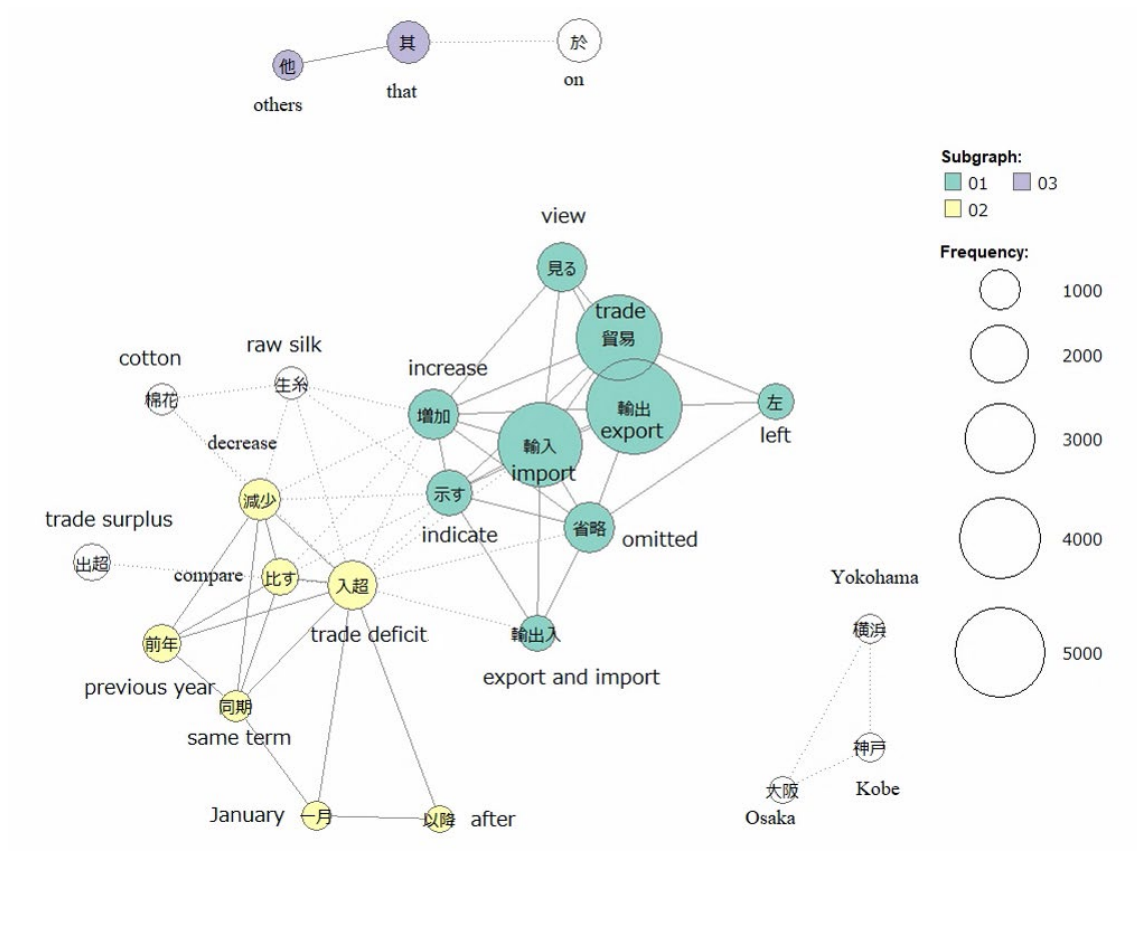 其
於
他
that
on
others
Subgraph:
01
03
02
view
Frequency:
見る
1000
trade
貿易
cotton
raw silk
2000
increase
生糸
棉花
増加
輸出
export
左
left
decrease
輸入
import
3000
減少
示す
indicate
省略
omitted
trade surplus
出超
compare
比す
入超
4000
Yokohama
trade deficit
輸出入
横浜
前年
export and import
5000
previous year
同期
same term
神戸
大阪
Kobe
Osaka
January
一月
以降
after